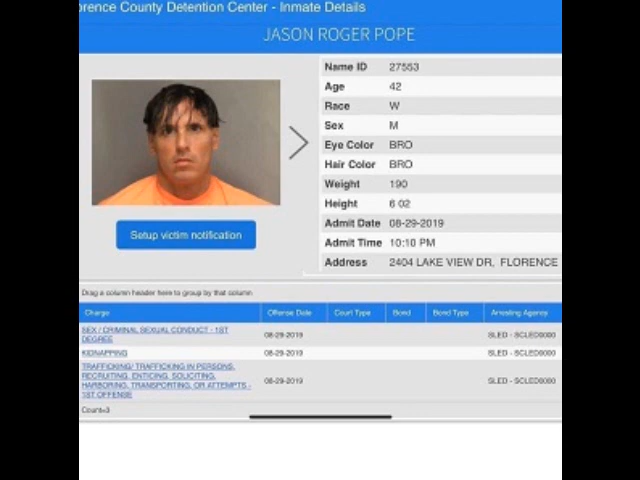 orence County Detention Center - Inmate Details
JASON ROGER POPE
Name ID 27553
Age 42
Race W
Sex M
Eye Color BRO
Hair Color BRO
Weight 190
Height 6 02
Admit Date 08-29-2019
Admit Time 10:10 PM
Address 2404 LAKE VIEW DR, FLORENCE
Setup victim notification
Drag a column header here to group by that column
Charge Offense Date Court Type Bond Bond Type Arresting Agency
SEX / CRIMINAL SEXUAL CONDUCT - 1ST
DEGREE 08-29-2019 SLED - SCLED0000
KIDNAPPING 08-29-2019 SLED - SCLED0000
TRAFFICKING/ TRAFFICKING IN PERSONS,
RECRUITING, ENTICING, SOLICITING,
HARBORING, TRANSPORTING, OR ATTEMPTS - 08-29-2019 SLED - SCLED0000
1ST OFFENSE
Count=3